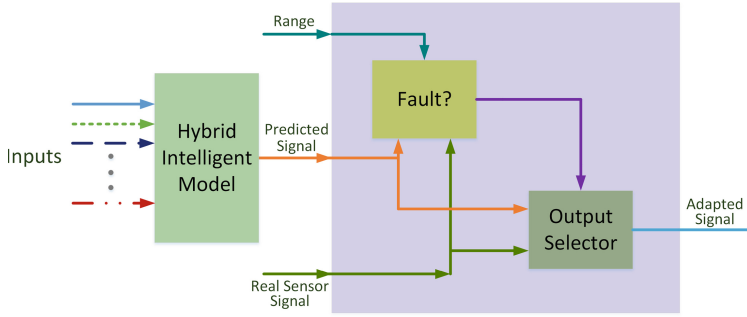 Range
Fault?
Hybrid
Intelligent
Model
Predicted
Signal
Inputs
Output
Selector
Adapted
Signal
Real Sensor
Signal